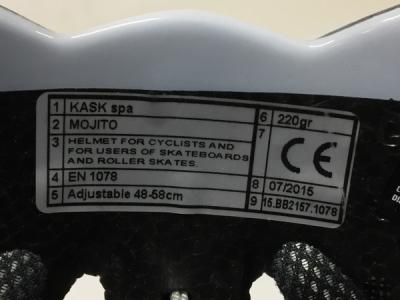 1 KASK spa
2 MOJITO
3 HELMET FOR CYCLISTS AND
FOR USERS OF SKATEBOARDS
AND ROLLER SKATES.
4 EN 1078
5 Adjustable 48-58cm
6 220gr
7 CE
8 07/2015
9 15.BB2157.1078